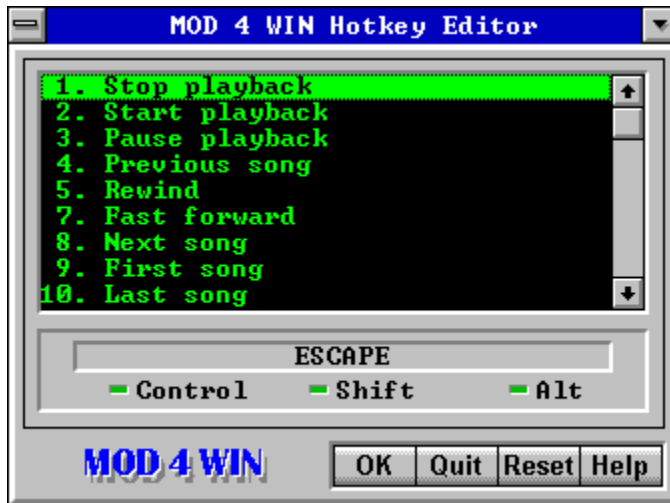 MOD 4 WIN Hotkey Editor
1. Stop playback
2. Start playback
3. Pause playback
4. Previous song
5. Rewind
7. Fast forward
8. Next song
9. First song
10. Last song
ESCAPE
Control Shift Alt
MOD 4 WIN OK Quit Reset Help